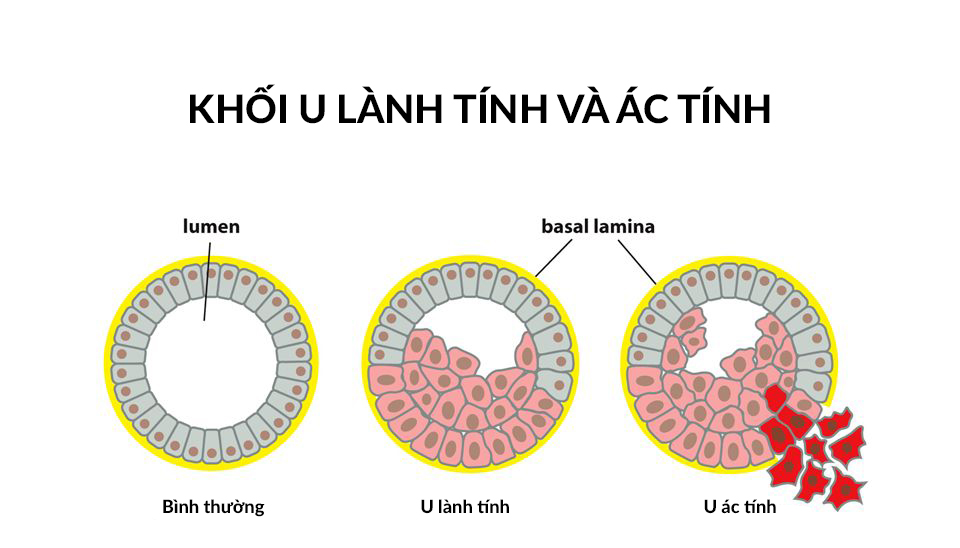 KHỐI U LÀNH TÍNH VÀ ÁC TÍNH
lumen
basal lamina
Bình thường
U lành tính
U ác tính